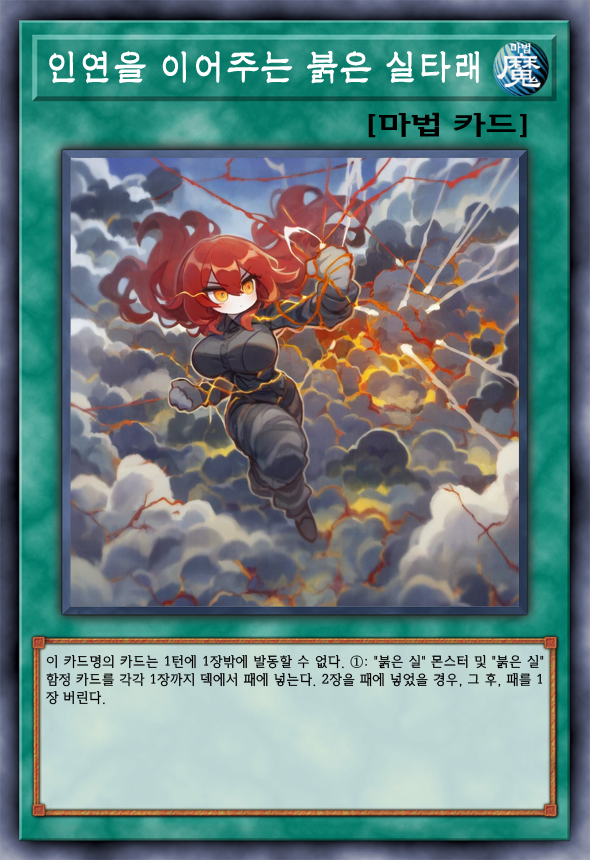 인연을 이어주는 붉은 실타래
마법
魔
[마법 카드]
이 카드명의 카드는 1턴에 1장밖에 발동할 수 없다. ①: "붉은 실" 몬스터 및 "붉은 실"
함정 카드를 각각 1장까지 덱에서 패에 넣는다. 2장을 패에 넣었을 경우, 그 후, 패를 1
장 버린다.